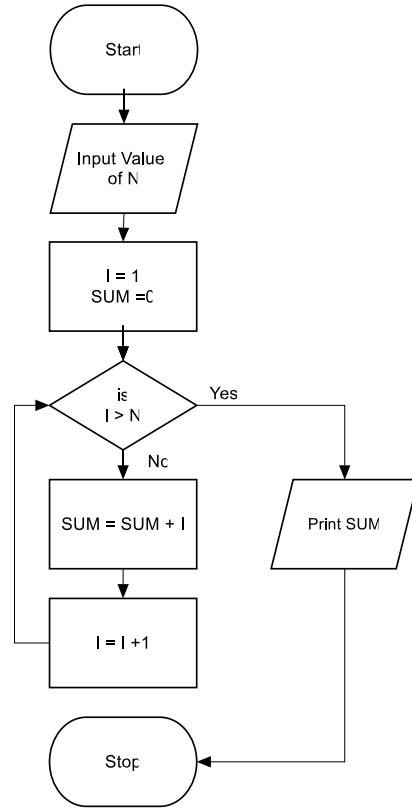 Start
Input Value
of N
I = 1
SUM =0
is
I > N
Yes
No
SUM = SUM + I
Print SUM
I = I +1
Stop